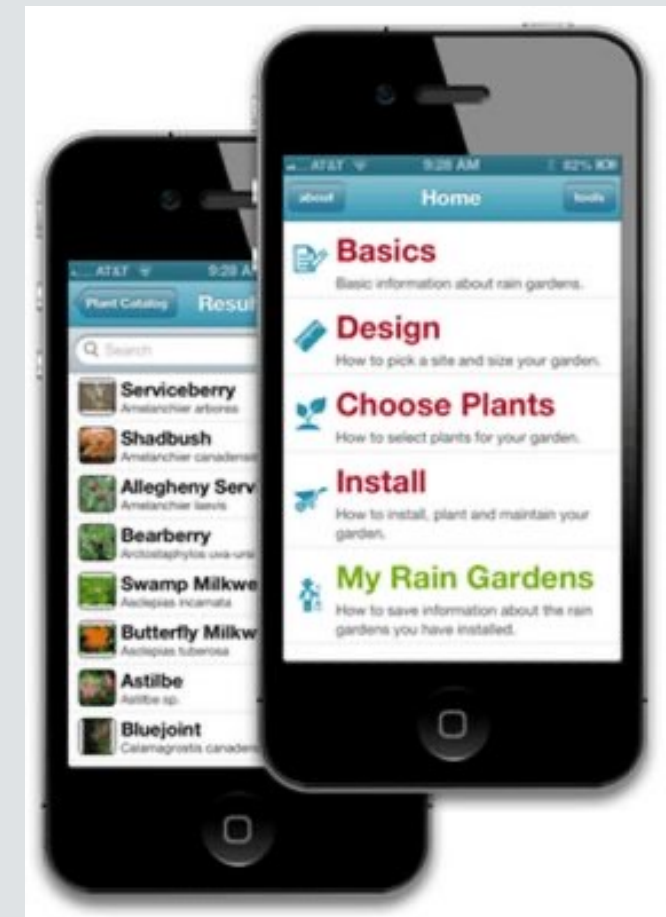 AT&T 9:28 AM 82%
about Home tools
Basics
Basic information about rain gardens.
Design
How to pick a site and size your garden.
Choose Plants
How to select plants for your garden.
Install
How to install, plant and maintain your
garden.
My Rain Gardens
How to save information about the rain
gardens you have installed.
AT&T 9:28 A
Plant Catalog Resul
Search
Serviceberry
Amelanchier arborea
Shadbush
Amelanchier canadensis
Allegheny Serv
Amelanchier laevis
Bearberry
Arctostaphylos uva-ursi
Swamp Milkwe
Asclepias incarnata
Butterfly Milkw
Asclepias tuberosa
Astilbe
Astilbe sp.
Bluejoint
Calamagrostis canadens